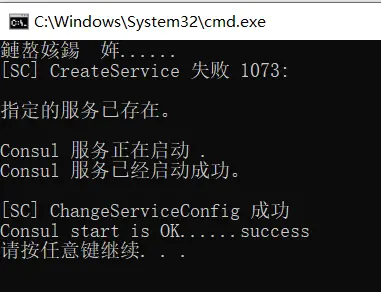 C:\Windows\System32\cmd.exe
鏈嶅姟鍚  姩......
[SC] CreateService 失败 1073:
指定的服务已存在。
Consul 服务正在启动 .
Consul 服务已经启动成功。
[SC] ChangeServiceConfig 成功
Consul start is OK......success
请按任意键继续. . .